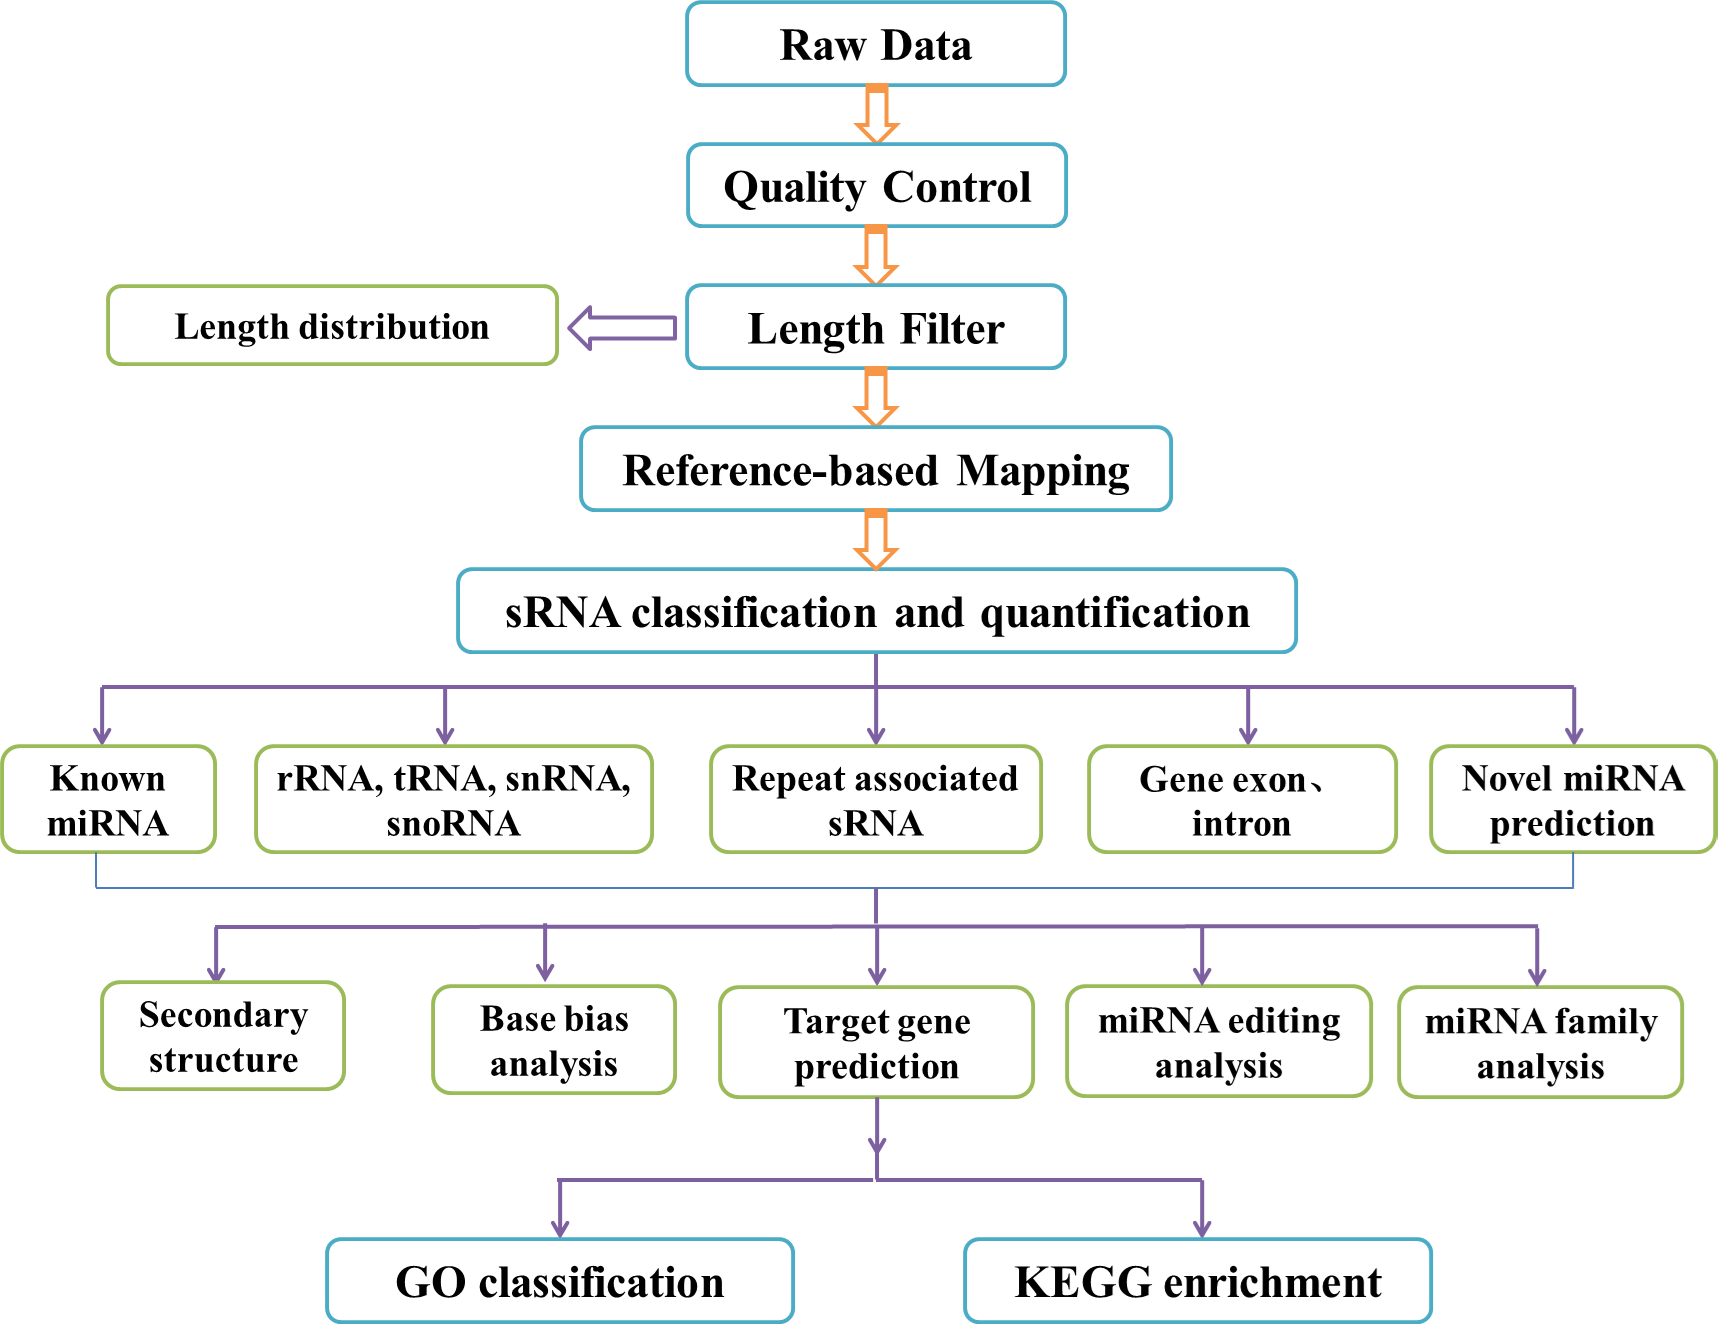 Raw Data
Quality Control
Length distribution
Length Filter
Reference-based Mapping
sRNA classification and quantification
Known
miRNA
rRNA, tRNA, snRNA,
snoRNA
Repeat associated
sRNA
Gene exon、
intron
Novel miRNA
prediction
Secondary
structure
Base bias
analysis
Target gene
prediction
miRNA editing
analysis
miRNA family
analysis
GO classification
KEGG enrichment